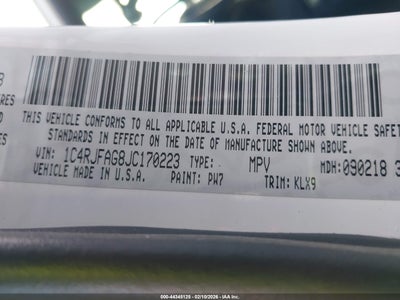 B
RES
D
THIS VEHICLE CONFORMS TO ALL APPLICABLE U.S.A. FEDERAL MOTOR VEHICLE SAFET
STANDARDS IN EFFECT ON THE DATE OF MANUFACTURE SHOWN ABOVE.
VIN: 1C4RJFAG8JC170223 TYPE: MPV MDH: 090218 3
VEHICLE MADE IN U.S.A. PAINT: PW7 TRIM: KLX9
000-44349125 - 02/10/2026 - IAA Inc.